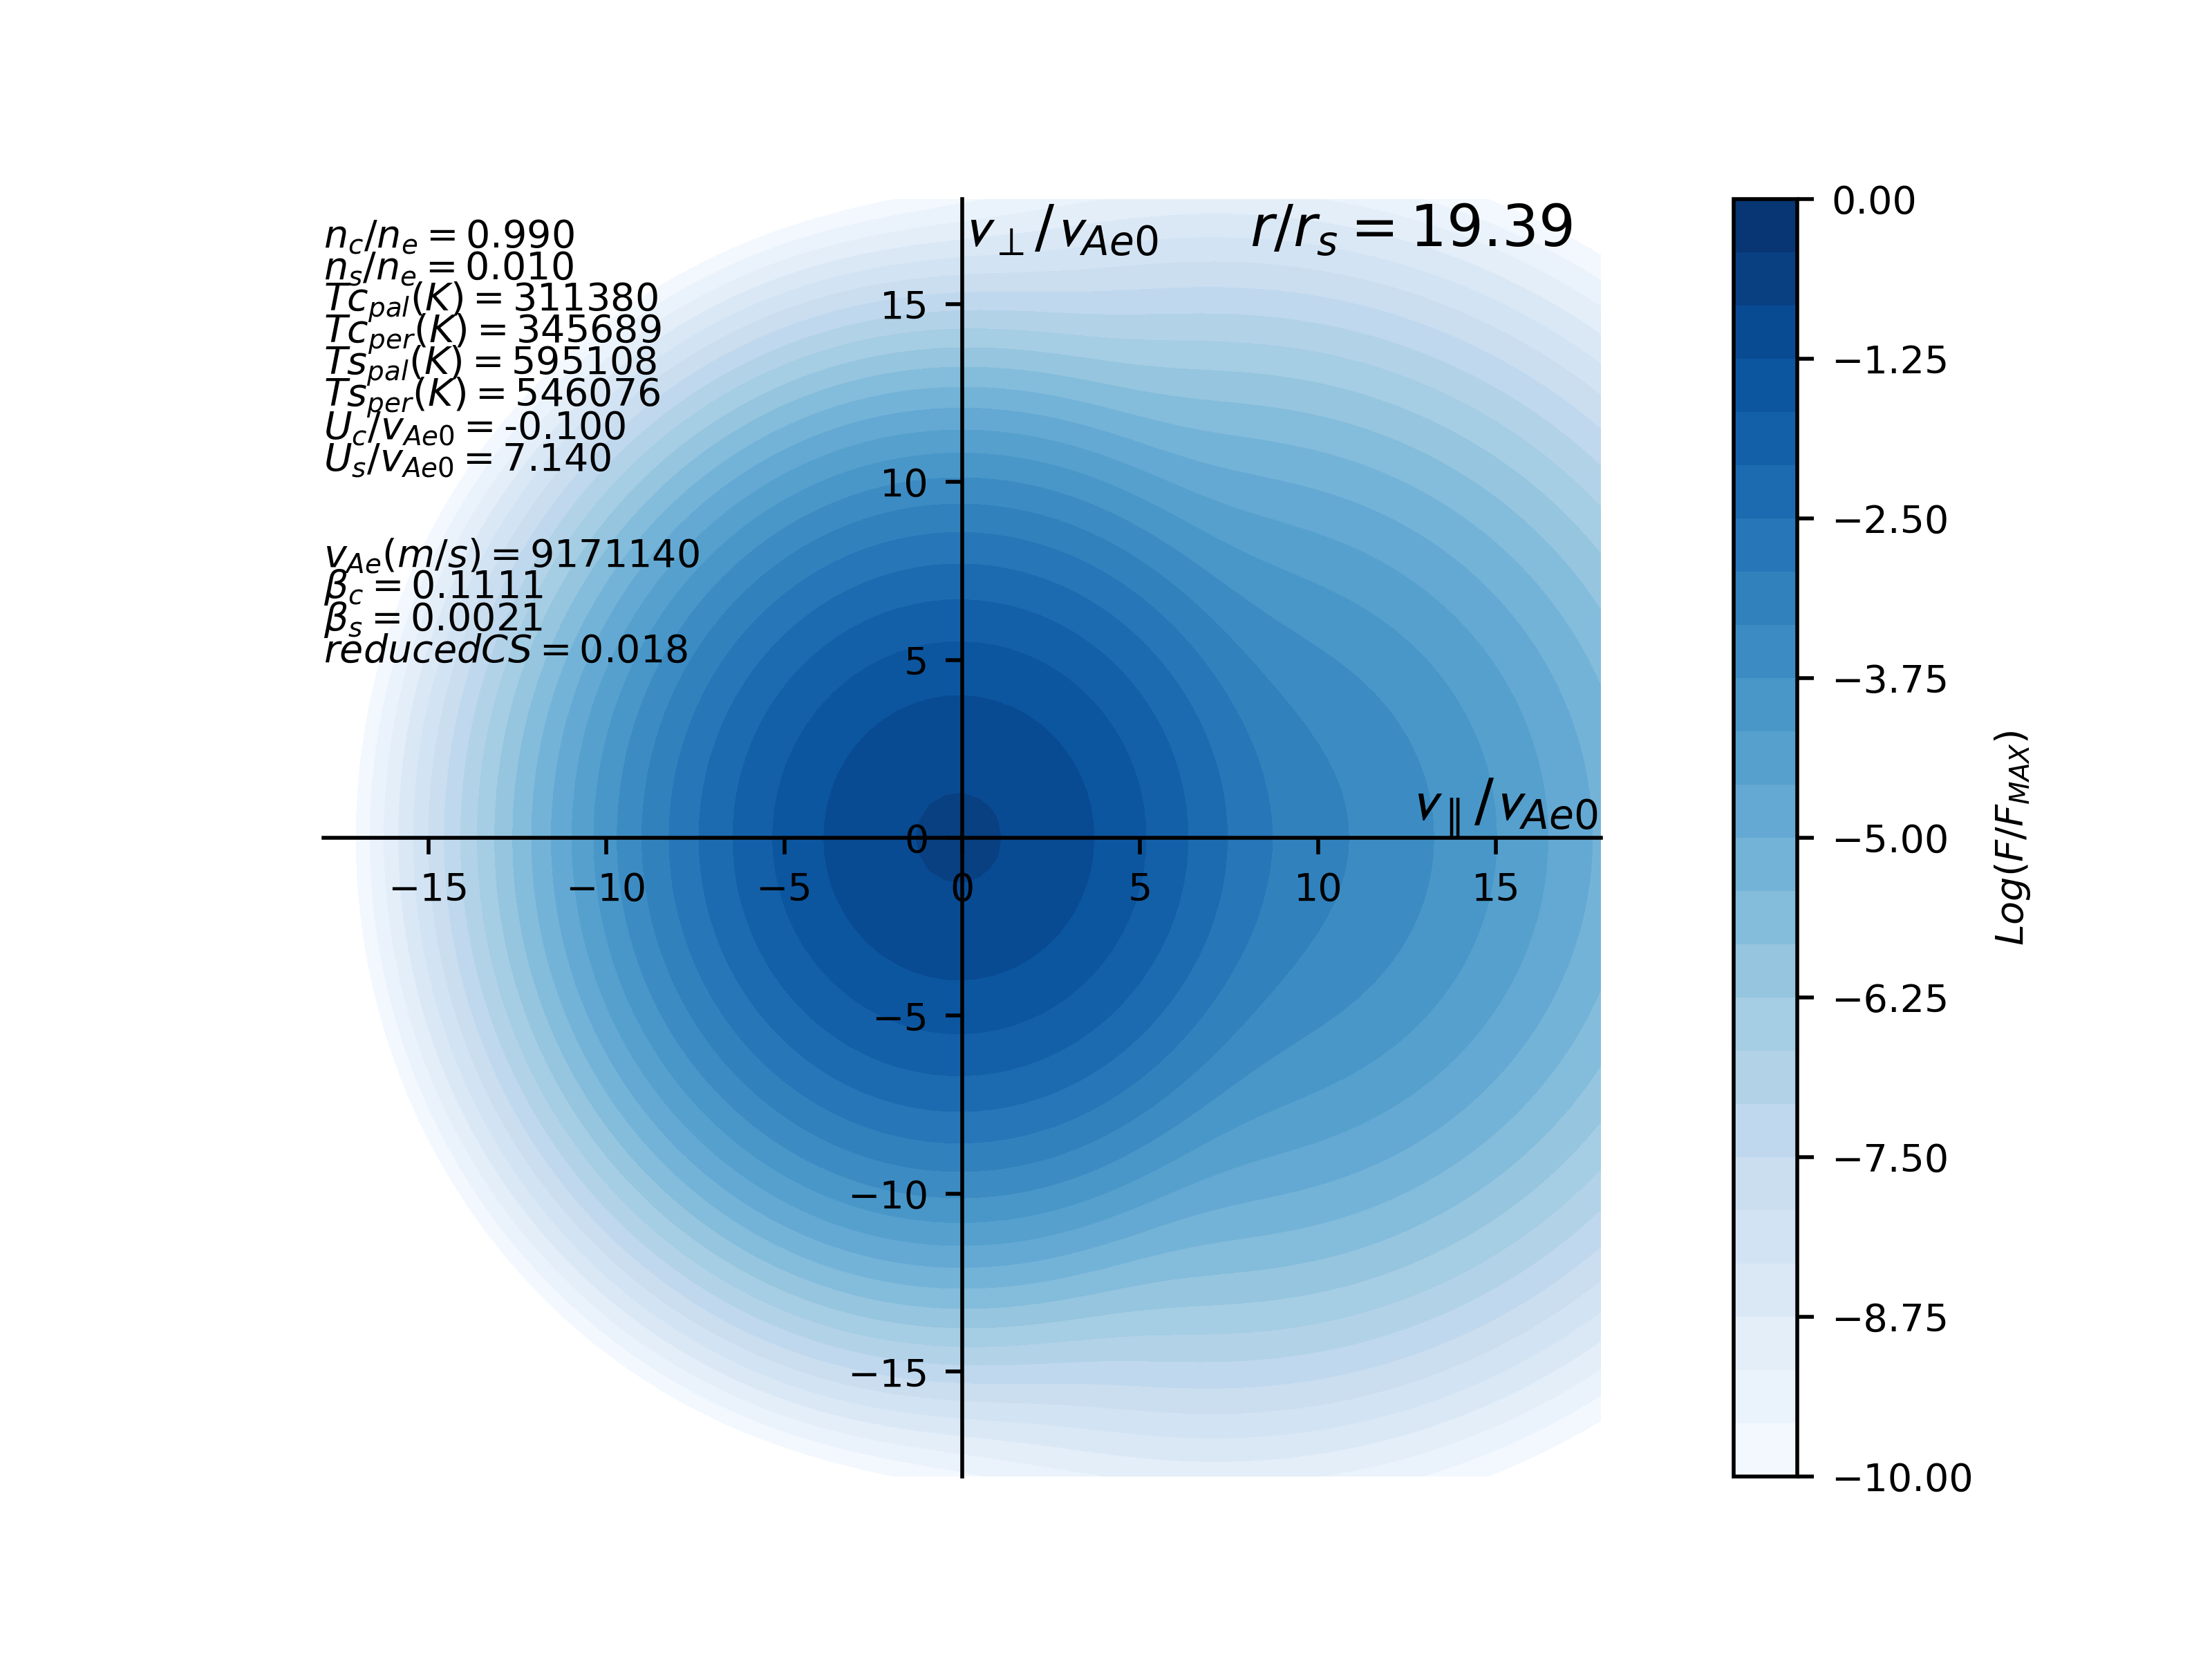 n_c/n_e = 0.990
n_s/n_e = 0.010
Tc_pal(K) = 311380
Tc_per(K) = 345689
Ts_pal(K) = 595108
Ts_per(K) = 546076
U_c/v_Ae0 = -0.100
U_s/v_Ae0 = 7.140
v_Ae(m/s) = 9171140
β_c = 0.1111
β_s = 0.0021
reducedCS = 0.018
v_⊥/v_Ae0
r/r_s = 19.39
15
10
5
0
−5
−10
−15
v_∥/v_Ae0
−15
−10
−5
0
5
10
15
0.00
−1.25
−2.50
−3.75
−5.00
−6.25
−7.50
−8.75
−10.00
Log(F/F_MAX)